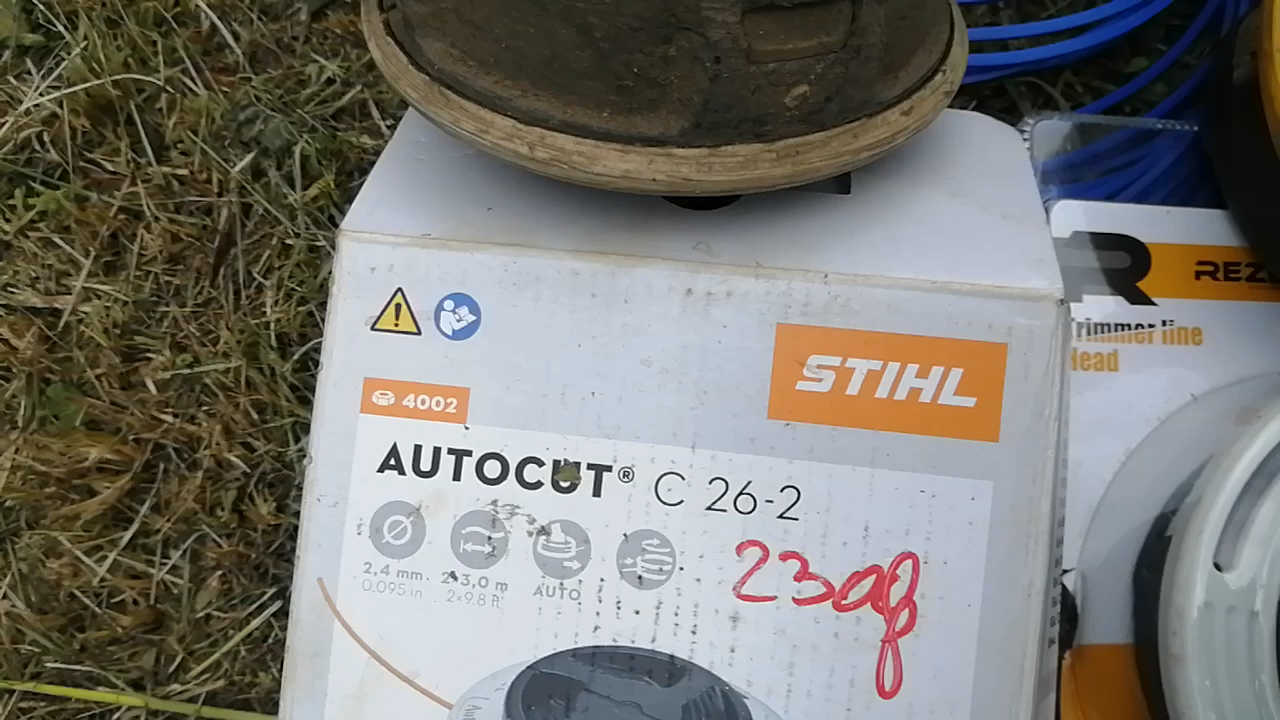 STIHL
4002
AUTOCUT® C 26-2
2,4 mm
0.095 in
2×3,0 m
2×9.8 ft
AUTO
Trimmer line
Head